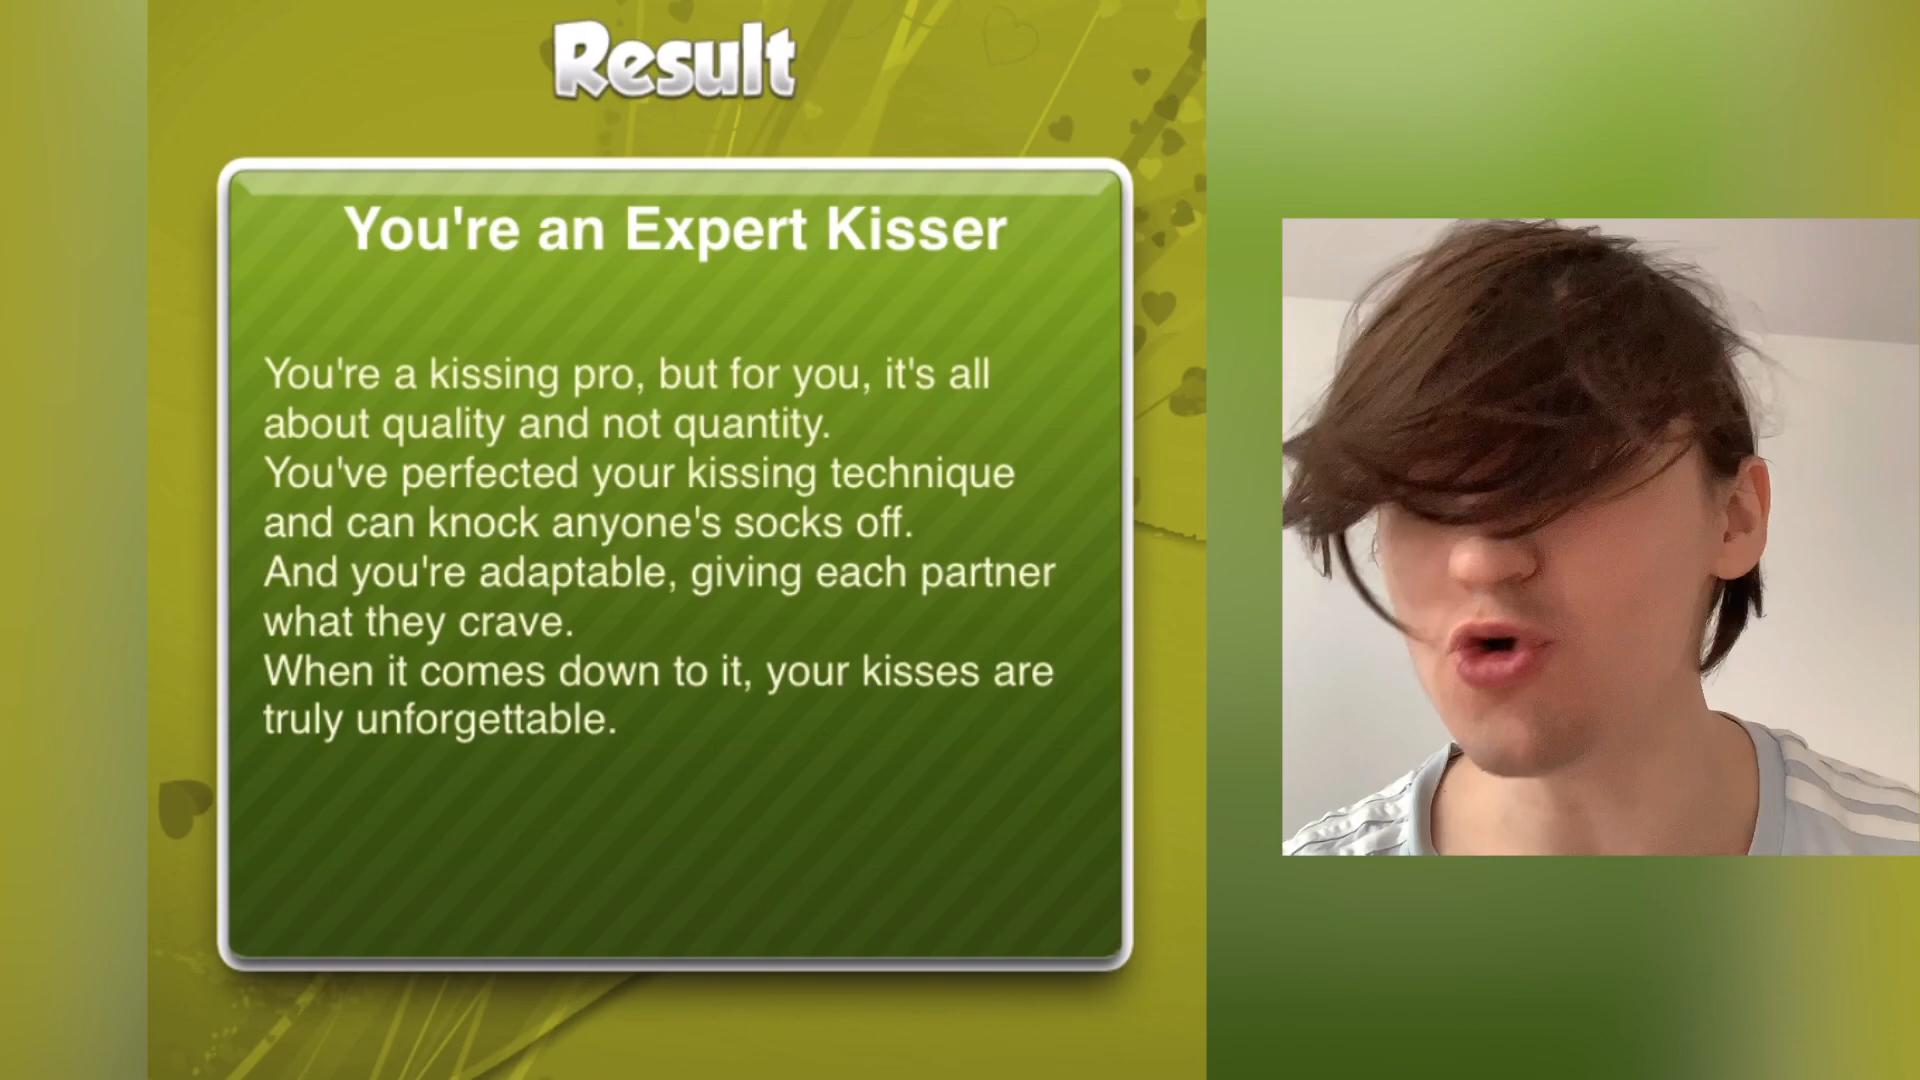 Result
You're an Expert Kisser
You're a kissing pro, but for you, it's all
about quality and not quantity.
You've perfected your kissing technique
and can knock anyone's socks off.
And you're adaptable, giving each partner
what they crave.
When it comes down to it, your kisses are
truly unforgettable.